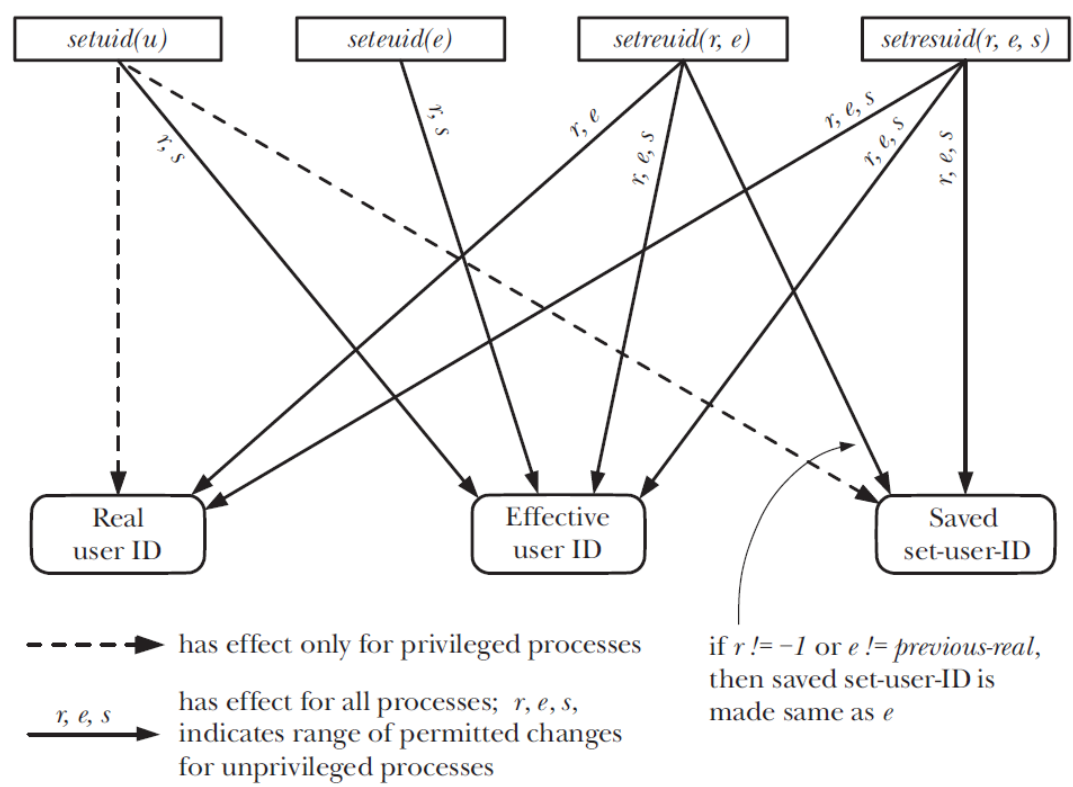 setuid(u)
seteuid(e)
setreuid(r, e)
setresuid(r, e, s)
r, s
r, s
r, e
r, e, s
r, e, s
r, e, s
r, e, s
Real
user ID
Effective
user ID
Saved
set-user-ID
has effect only for privileged processes
r, e, s
has effect for all processes; r, e, s,
indicates range of permitted changes
for unprivileged processes
if r != −1 or e != previous-real,
then saved set-user-ID is
made same as e